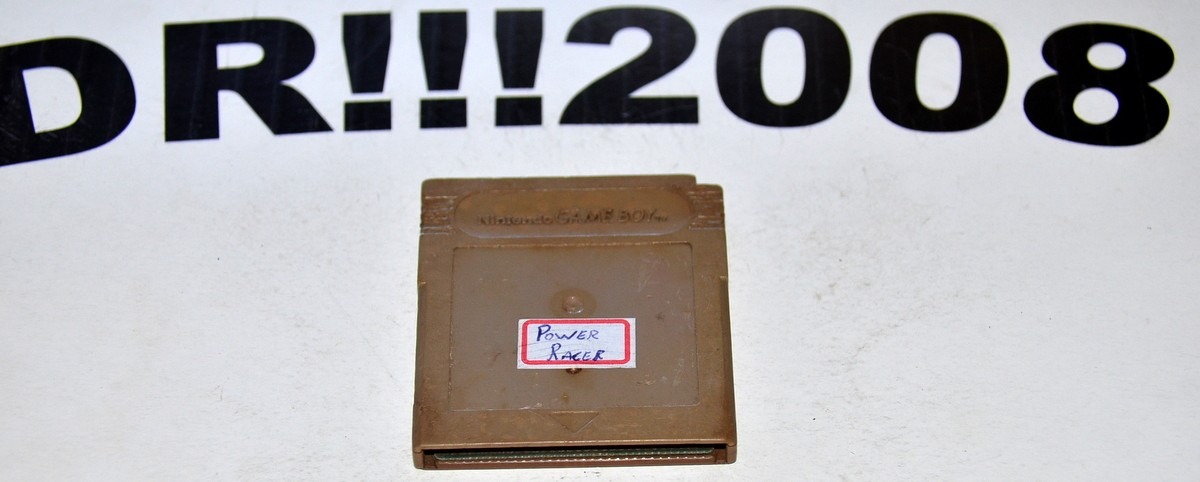 DR!!!2008
Nintendo GAME BOY
POWER
RACER